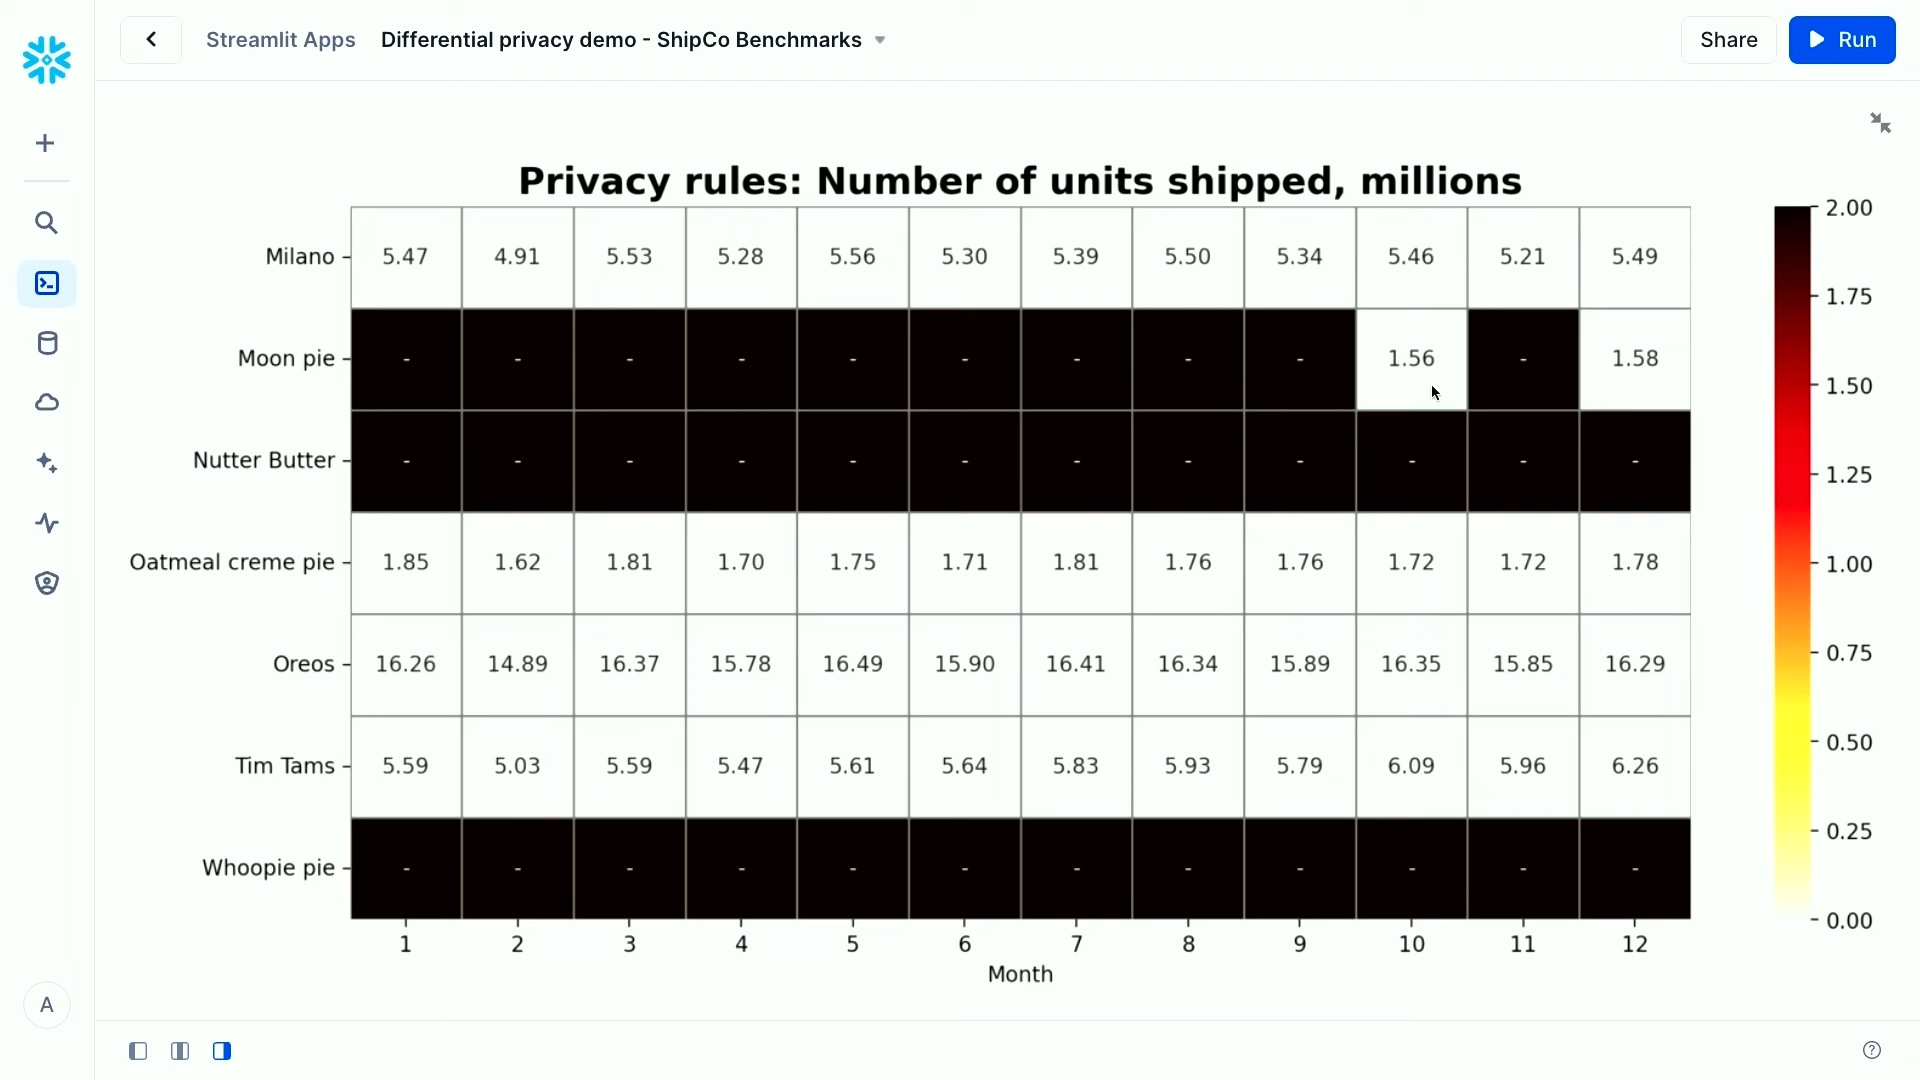 Streamlit Apps Differential privacy demo - ShipCo Benchmarks
Share Run
Privacy rules: Number of units shipped, millions
Milano 5.47 4.91 5.53 5.28 5.56 5.30 5.39 5.50 5.34 5.46 5.21 5.49
Moon pie - - - - - - - - - 1.56 - 1.58
Nutter Butter - - - - - - - - - - - -
Oatmeal creme pie 1.85 1.62 1.81 1.70 1.75 1.71 1.81 1.76 1.76 1.72 1.72 1.78
Oreos 16.26 14.89 16.37 15.78 16.49 15.90 16.41 16.34 15.89 16.35 15.85 16.29
Tim Tams 5.59 5.03 5.59 5.47 5.61 5.64 5.83 5.93 5.79 6.09 5.96 6.26
Whoopie pie - - - - - - - - - - - -
1 2 3 4 5 6 7 8 9 10 11 12
Month
2.00
1.75
1.50
1.25
1.00
0.75
0.50
0.25
0.00
A
?